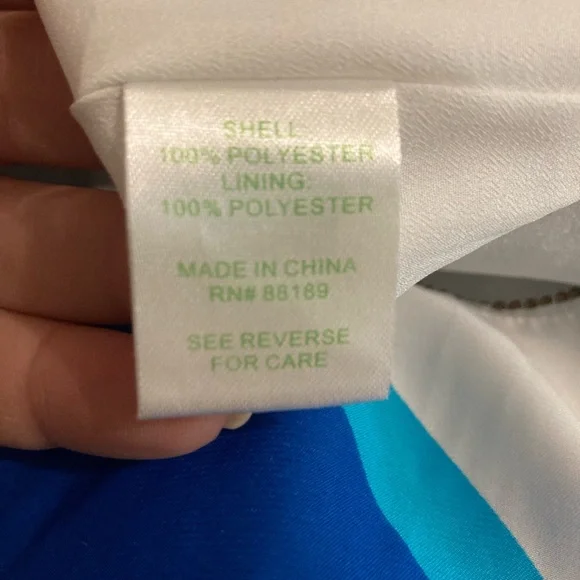 SHELL:
100% POLYESTER
LINING:
100% POLYESTER
MADE IN CHINA
RN# 88189
SEE REVERSE
FOR CARE